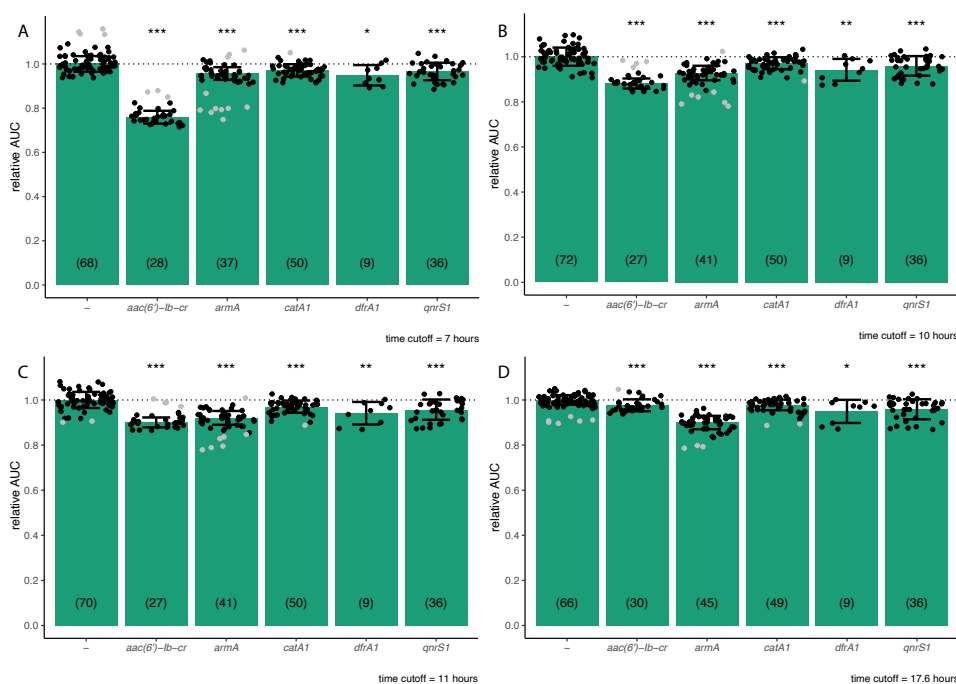 A
*** *** *** * ***
relative AUC
1.0
0.8
0.6
0.4
0.2
0.0
(68) (28) (37) (50) (9) (36)
– aac(6')–Ib–cr armA catA1 dfrA1 qnrS1
time cutoff = 7 hours
B
*** *** *** ** ***
relative AUC
1.0
0.8
0.6
0.4
0.2
0.0
(72) (27) (41) (50) (9) (36)
– aac(6')–Ib–cr armA catA1 dfrA1 qnrS1
time cutoff = 10 hours
C
*** *** *** ** ***
relative AUC
1.0
0.8
0.6
0.4
0.2
0.0
(70) (27) (41) (50) (9) (36)
– aac(6')–Ib–cr armA catA1 dfrA1 qnrS1
time cutoff = 11 hours
D
*** *** *** * ***
relative AUC
1.0
0.8
0.6
0.4
0.2
0.0
(66) (30) (45) (49) (9) (36)
– aac(6')–Ib–cr armA catA1 dfrA1 qnrS1
time cutoff = 17.6 hours